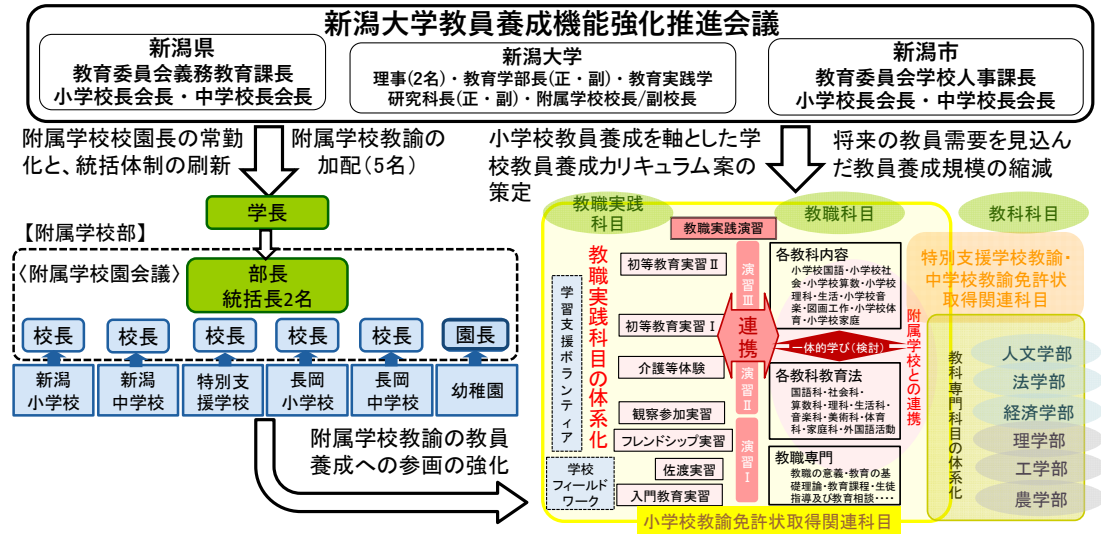 新潟大学教員養成機能強化推進会議
新潟県
教育委員会義務教育課長
小学校長会長・中学校長会長
新潟大学
理事(2名)・教育学部長(正・副)・教育実践学
研究科長(正・副)・附属学校校長/副校長
新潟市
教育委員会学校人事課長
小学校長会長・中学校長会長
附属学校校園長の常勤
化と、統括体制の刷新
附属学校教諭の
加配(5名)
小学校教員養成を軸とした学
校教員養成カリキュラム案の
策定
将来の教員需要を見込ん
だ教員養成規模の縮減
学長
【附属学校部】
〈附属学校園会議〉
部長
統括長2名
校長
校長
校長
校長
校長
園長
新潟
小学校
新潟
中学校
特別支
援学校
長岡
小学校
長岡
中学校
幼稚園
附属学校教諭の教員
養成への参画の強化
教職実践
科目
教職科目
教科科目
教職実践演習
学習支援ボランティア
学校
フィールド
ワーク
教職実践科目の体系化
初等教育実習Ⅱ
初等教育実習Ⅰ
介護等体験
観察参加実習
フレンドシップ実習
佐渡実習
入門教育実習
演習Ⅲ
連携
演習Ⅱ
演習Ⅰ
各教科内容
小学校国語・小学校社
会・小学校算数・小学校
理科・生活・小学校音
楽・図画工作・小学校体
育・小学校家庭
一体的学び(検討)
各教科教育法
国語科・社会科・
算数科・理科・生活科・
音楽科・美術科・体育
科・家庭科・外国語活動
教職専門
教職の意義・教育の基
礎理論・教育課程・生徒
指導及び教育相談・・・・
附属学校との連携
特別支援学校教諭・
中学校教諭免許状
取得関連科目
教科専門科目の体系化
人文学部
法学部
経済学部
理学部
工学部
農学部
小学校教諭免許状取得関連科目